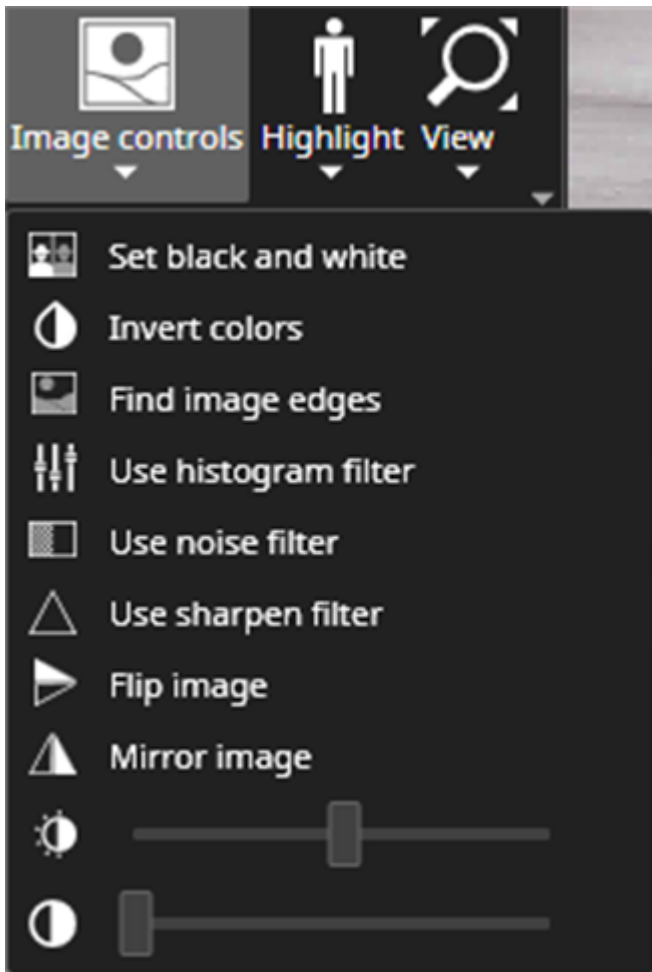 Image controls
Highlight
View
Set black and white
Invert colors
Find image edges
Use histogram filter
Use noise filter
Use sharpen filter
Flip image
Mirror image